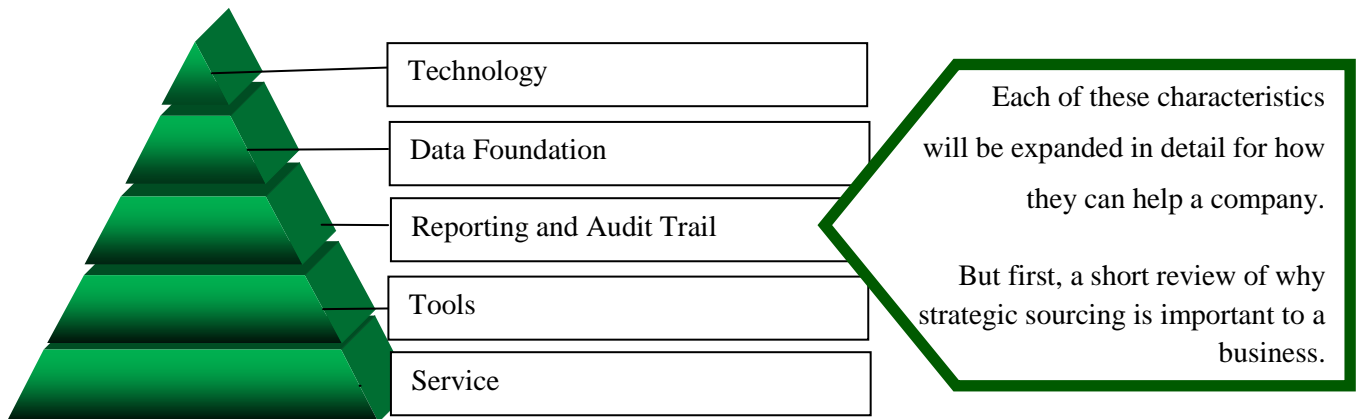 Technology
Data Foundation
Reporting and Audit Trail
Tools
Service
Each of these characteristics
will be expanded in detail for how
they can help a company.
But first, a short review of why
strategic sourcing is important to a
business.